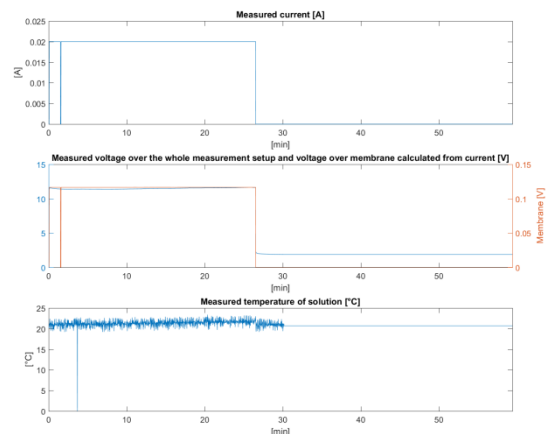 Measured current [A]
0.025
0.02
0.015
0.01
0.005
0
[A]
0 10 20 30 40 50
[min]
Measured voltage over the whole measurement setup and voltage over membrane calculated from current [V]
15 0.15
10 0.1
5 0.05
0 0
Membrane [V]
0 10 20 30 40 50
[min]
Measured temperature of solution [°C]
25
20
15
10
5
0
[°C]
0 10 20 30 40 50
[min]